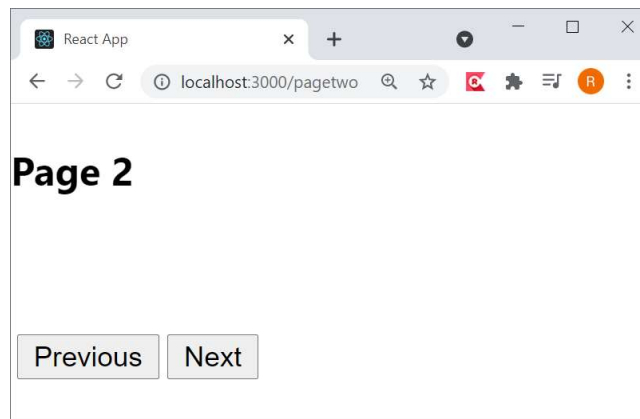 React App
localhost:3000/pagetwo
R
Page 2
Previous Next